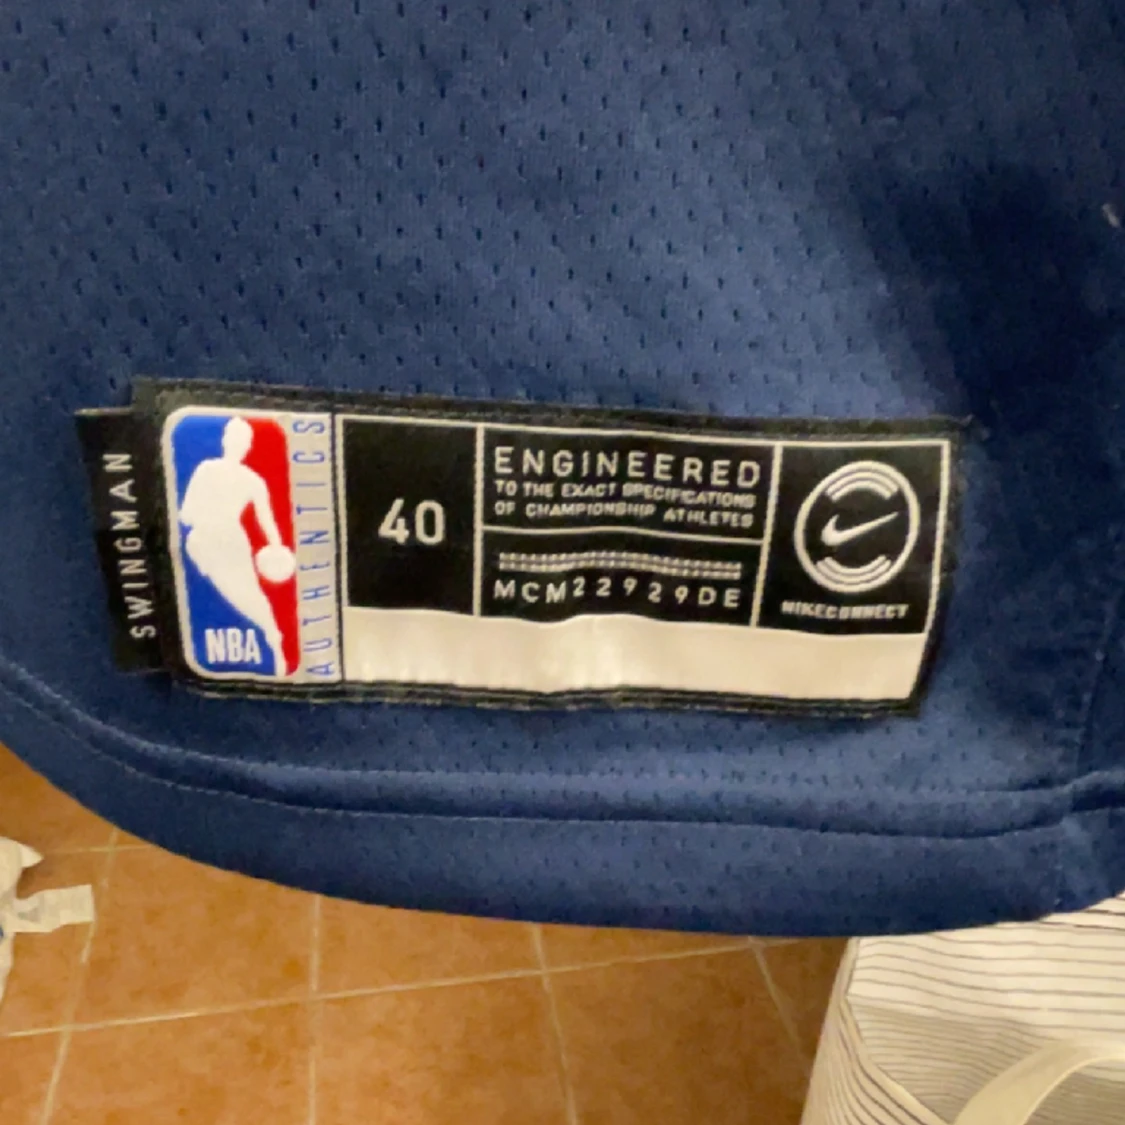 SWINGMAN
NBA
AUTHENTICS
40
ENGINEERED
TO THE EXACT SPECIFICATIONS
OF CHAMPIONSHIP ATHLETES
MCM22929DE
NIKECONNECT